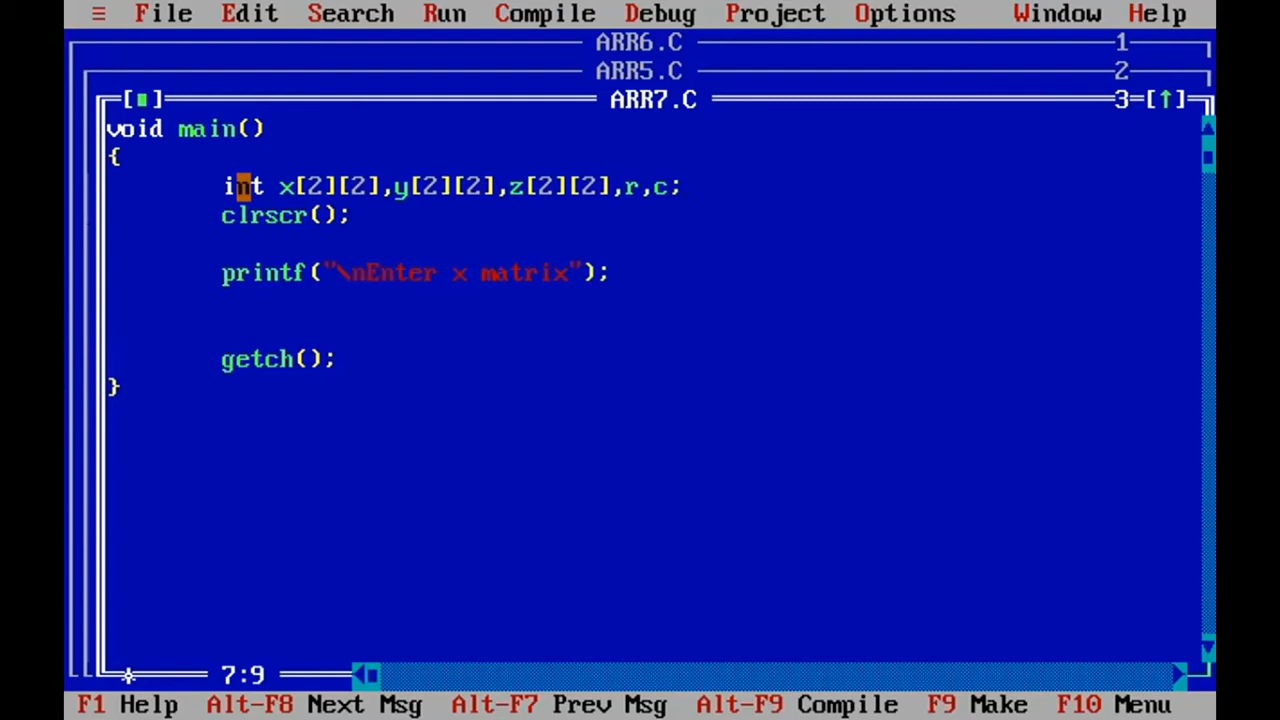 ≡ File Edit Search Run Compile Debug Project Options Window Help
ARR6.C 1
ARR5.C 2
[■] ARR7.C 3=[↑]
void main()
{
int x[2][2],y[2][2],z[2][2],r,c;
clrscr();
printf("\nEnter x matrix");
getch();
}
7:9
F1 Help Alt-F8 Next Msg Alt-F7 Prev Msg Alt-F9 Compile F9 Make F10 Menu